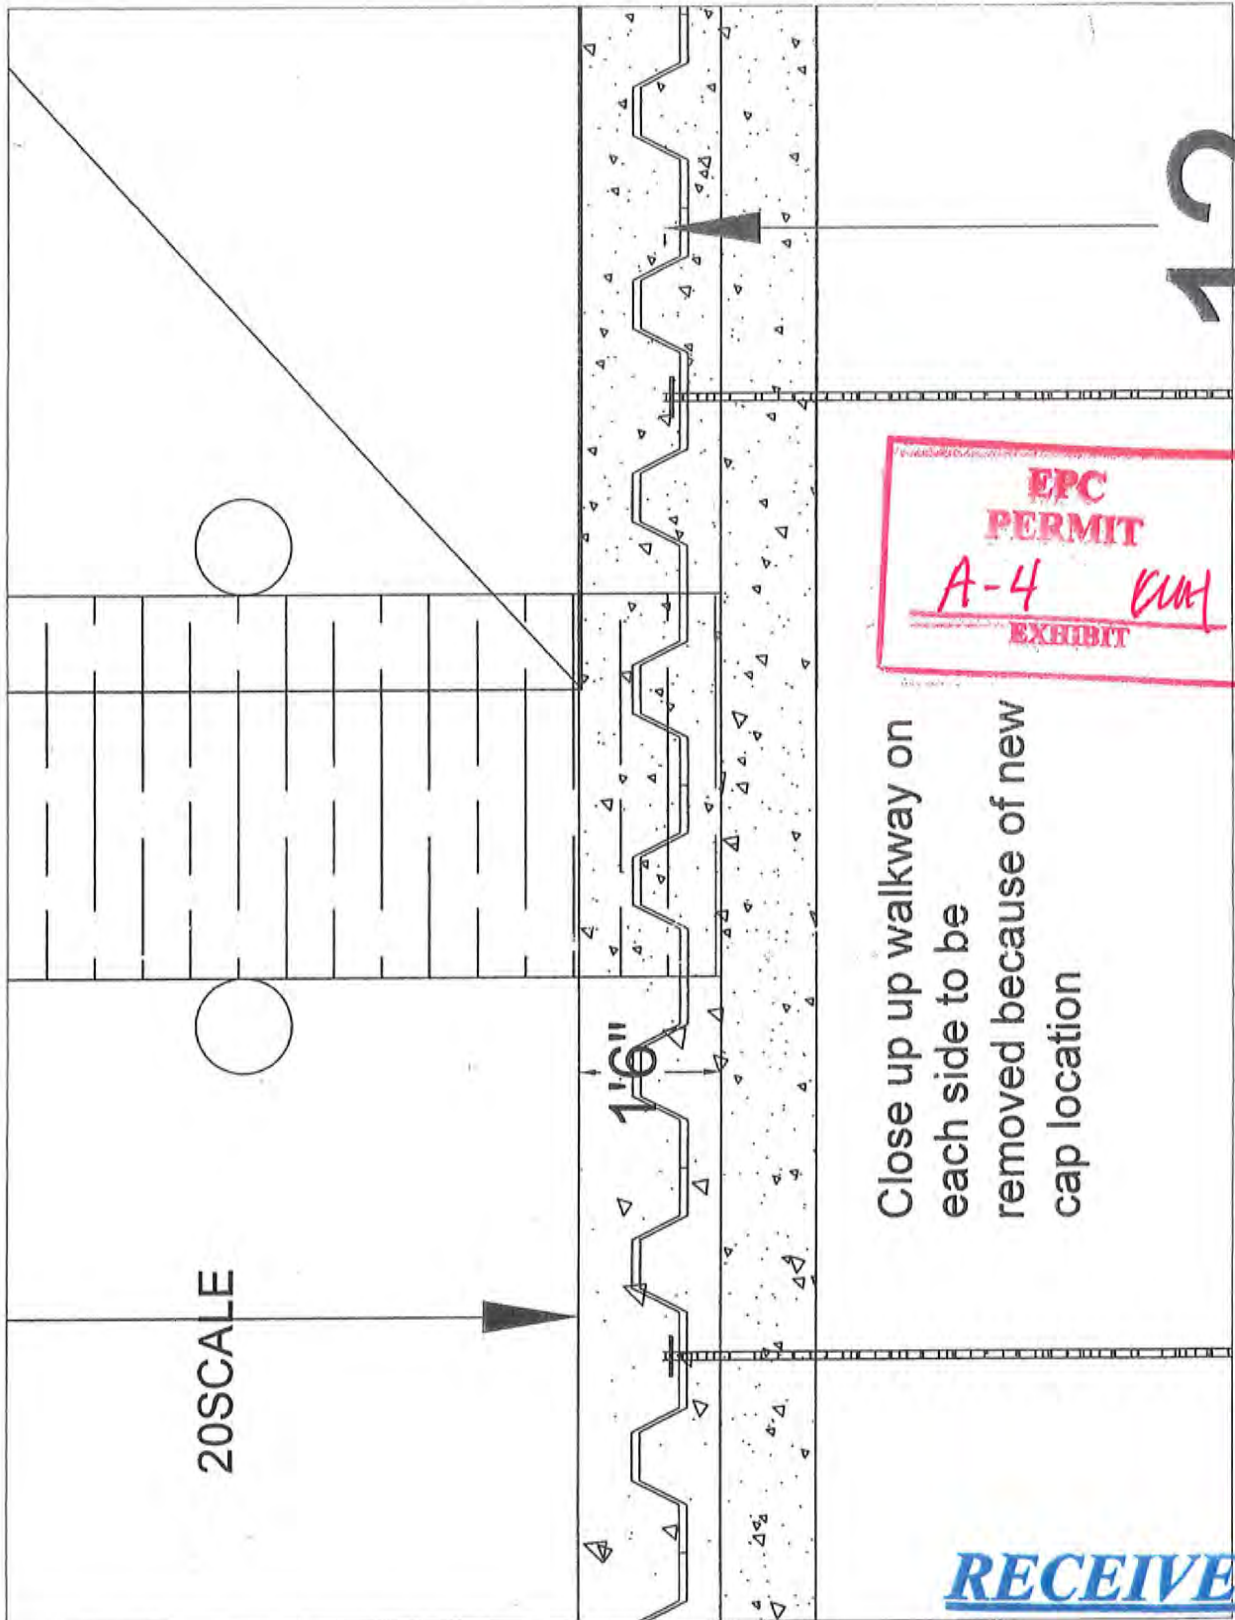 20SCALE
1'6"
12
EPC
PERMIT
A-4
EXHIBIT
Close up up walkway on
each side to be
removed because of new
cap location
RECEIVE